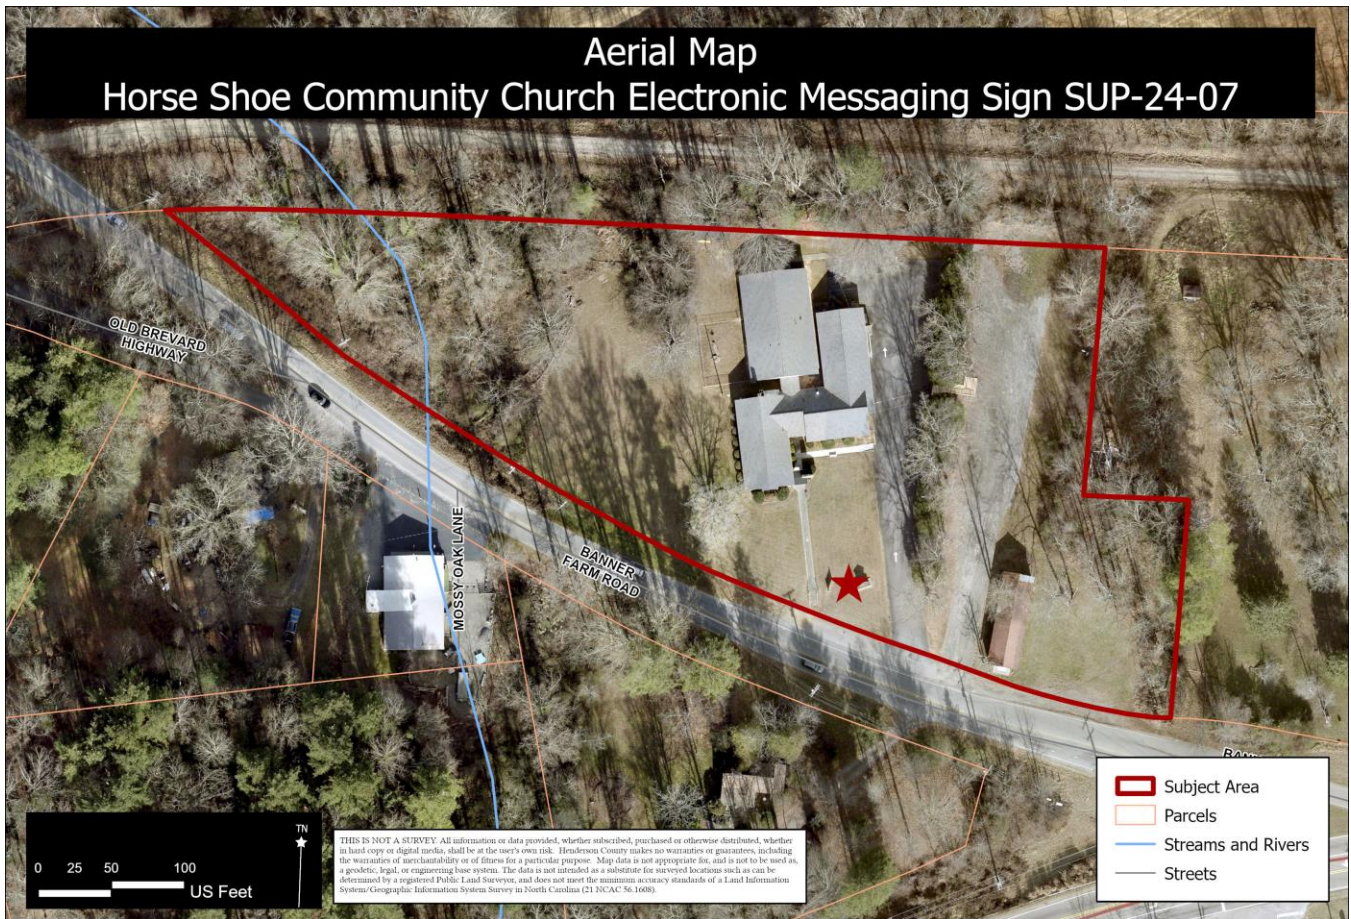 Aerial Map
Horse Shoe Community Church Electronic Messaging Sign SUP-24-07
OLD BREVARD
HIGHWAY
MOSSY OAK LANE
BANNER
FARM ROAD
Subject Area
Parcels
Streams and Rivers
Streets
TN
0 25 50 100
US Feet
THIS IS NOT A SURVEY. All information or data provided, whether subscribed, purchased or otherwise distributed, whether
in hard copy or digital media, shall be at the user's own risk. Henderson County makes no warranties or guarantees, including
the warranties of merchantability or of fitness for a particular purpose. Map data is not appropriate for, and is not to be used as,
a geodetic, legal, or engineering base system. The data is not intended as a substitute for surveyed locations such as can be
determined by a registered Public Land Surveyor, and does not meet the minimum accuracy standards of a Land Information
System/Geographic Information System Survey in North Carolina (21 NCAC 56.1608).